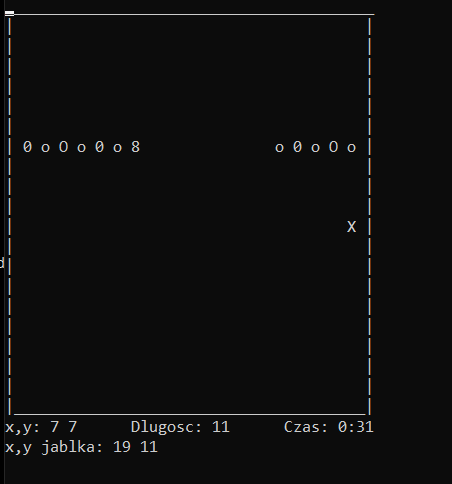 0 o O o 0 o 8 o 0 o O o
X
d
x,y: 7 7 Dlugosc: 11 Czas: 0:31
x,y jablka: 19 11